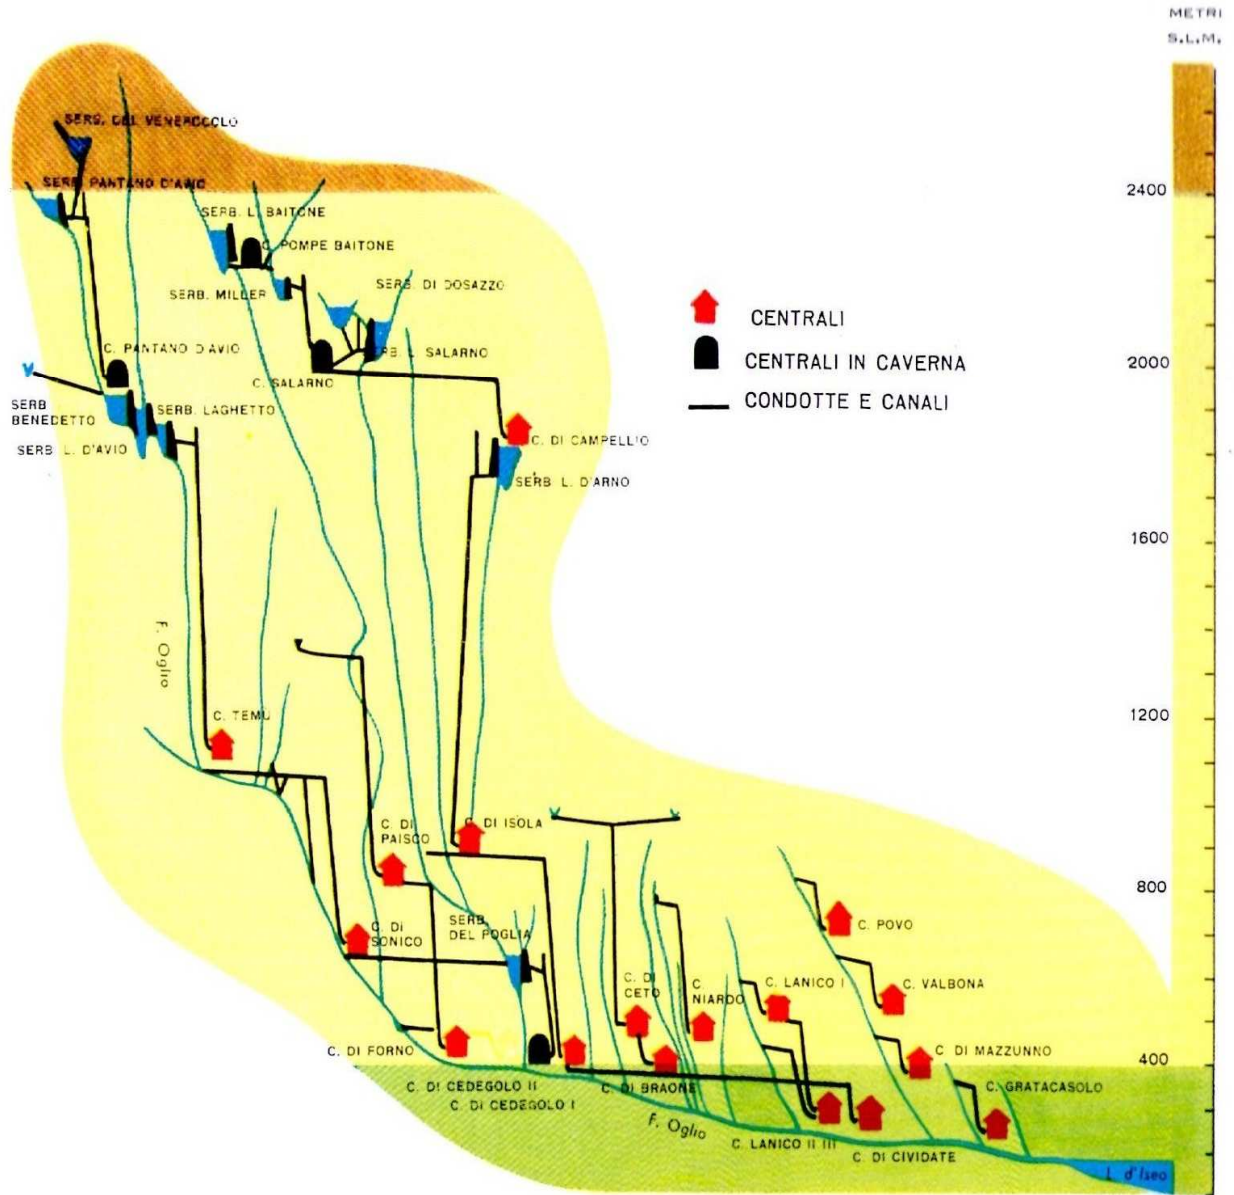 METRI
S.L.M.
SERB. DEL VENEROCOLO
SERB. PANTANO D'AVIO
2400
SERB. L. BAITONE
C. POMPE BAITONE
SERB. MILLER
SERB. DI DOSAZZO
CENTRALI
CENTRALI IN CAVERNA
CONDOTTE E CANALI
C. PANTANO D'AVIO
SERB. L. SALARNO
2000
C. SALARNO
SERB.
BENEDETTO
SERB. LAGHETTO
SERB. L. D'AVIO
C. DI CAMPELLIO
SERB. L. D'ARNO
1600
F. Oglio
C. TEMÙ
1200
C. DI
PAISCO
C. DI ISOLA
800
C. DI
SONICO
SERB.
DEL POGLIA
C. POVO
C. DI
CETO
C.
NIARDO
C. LANICO I
C. VALBONA
C. DI FORNO
C. DI MAZZUNNO
400
C. DI CEDEGOLO II
C. DI BRAONE
C. GRATACASOLO
C. DI CEDEGOLO I
F. Oglio
C. LANICO II III
C. DI CIVIDATE
L. d'Iseo